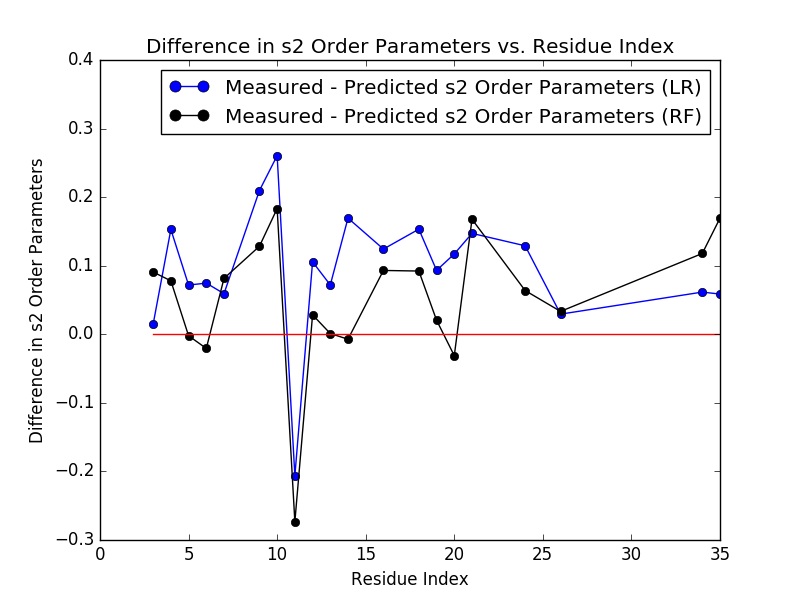 Difference in s2 Order Parameters vs. Residue Index
Measured - Predicted s2 Order Parameters (LR)
Measured - Predicted s2 Order Parameters (RF)
Difference in s2 Order Parameters
0.4
0.3
0.2
0.1
0.0
−0.1
−0.2
−0.3
0 5 10 15 20 25 30 35
Residue Index